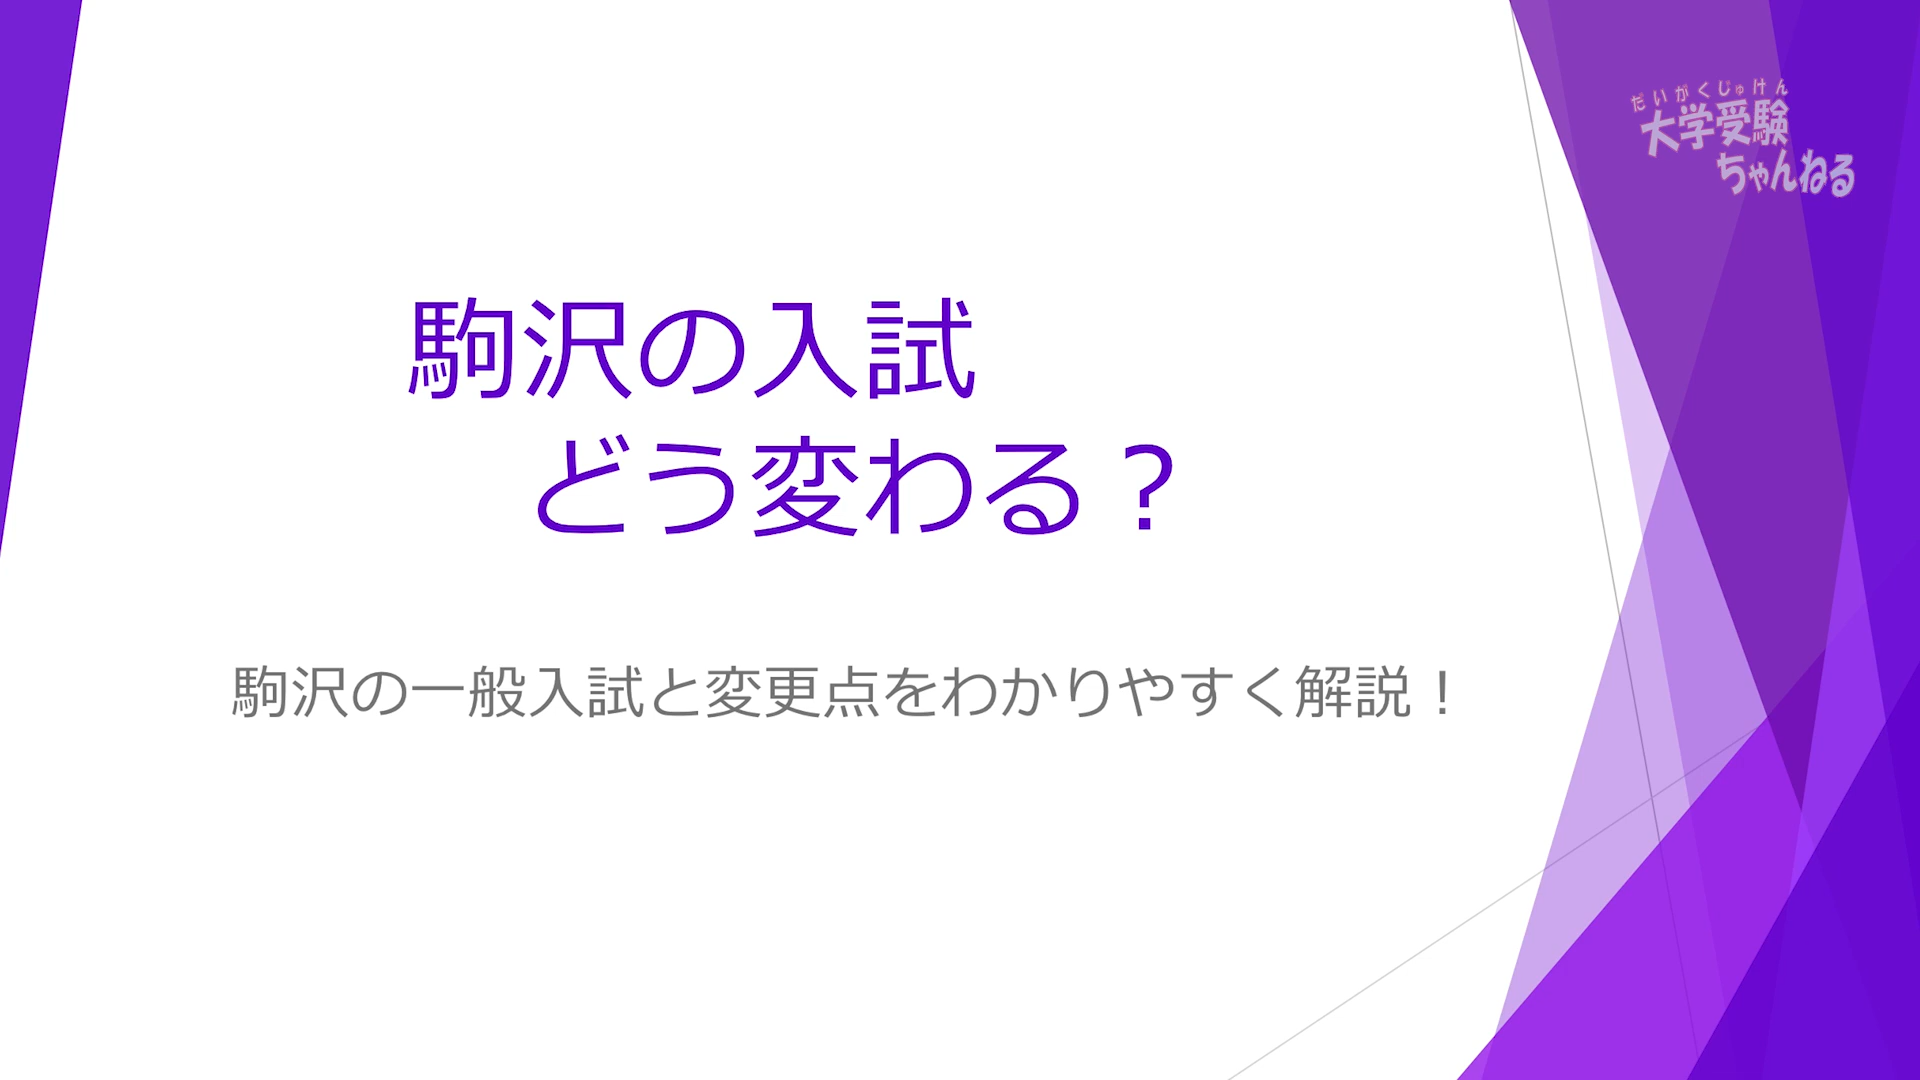 だいがくじゅけん
大学受験
ちゃんねる
駒沢の入試
どう変わる？
駒沢の一般入試と変更点をわかりやすく解説！